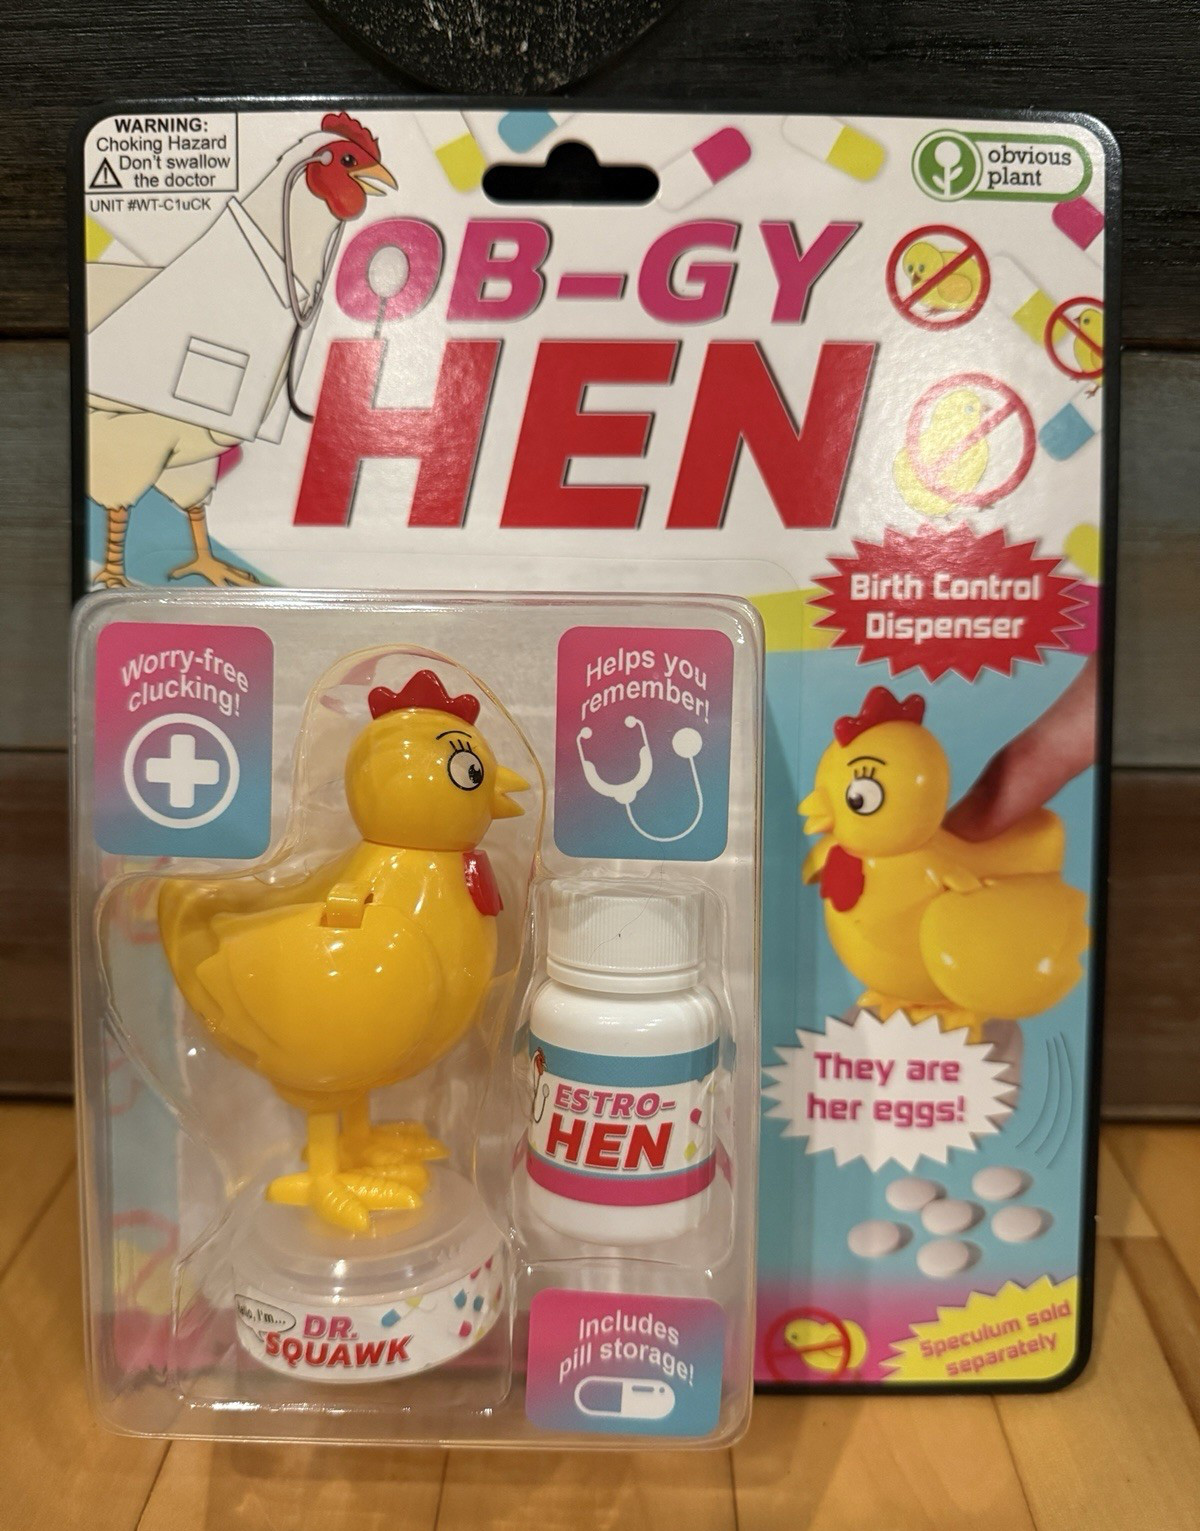 WARNING:
Choking Hazard
Don't swallow
the doctor
UNIT #WT-C1uCK
obvious
plant
OB-GY
HEN
Birth Control
Dispenser
Worry-free
clucking!
Helps you
remember!
ESTRO-
HEN
They are
her eggs!
I'm...
DR.
SQUAWK
Includes
pill storage!
Speculum sold
separately